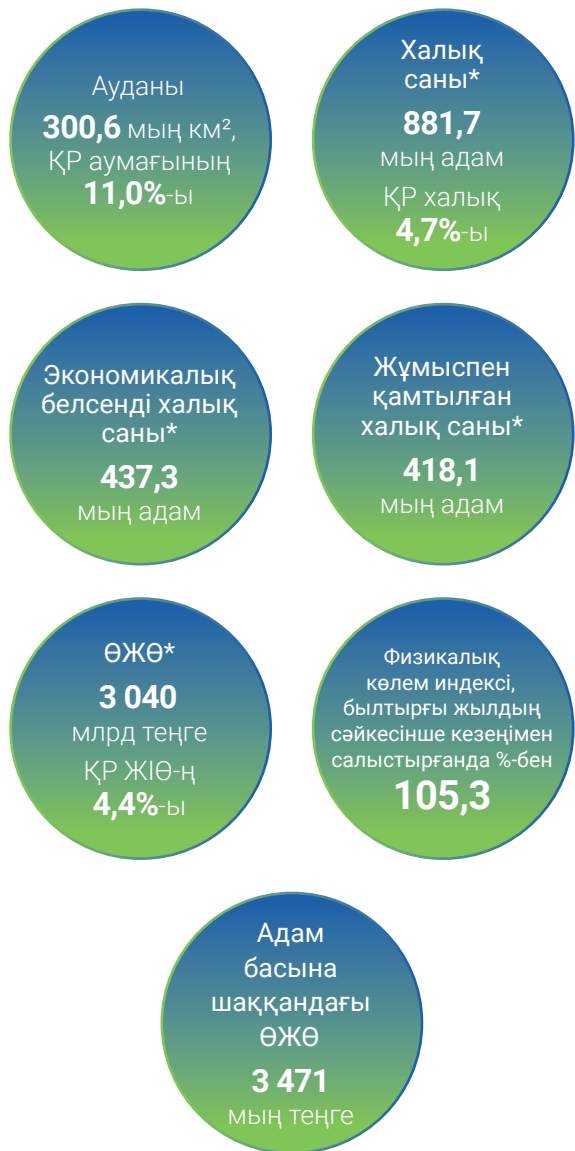 Ауданы
300,6 мың км²,
ҚР аумағының
11,0%-ы
Халық
саны*
881,7
мың адам
ҚР халық
4,7%-ы
Экономикалық
белсенді халық
саны*
437,3
мың адам
Жұмыспен
қамтылған
халық саны*
418,1
мың адам
ӨЖӨ*
3 040
млрд теңге
ҚР ЖІӨ-ң
4,4%-ы
Физикалық
көлем индексі,
былтырғы жылдың
сәйкесінше кезеңімен
салыстырғанда %-бен
105,3
Адам
басына
шаққандағы
ӨЖӨ
3 471
мың теңге